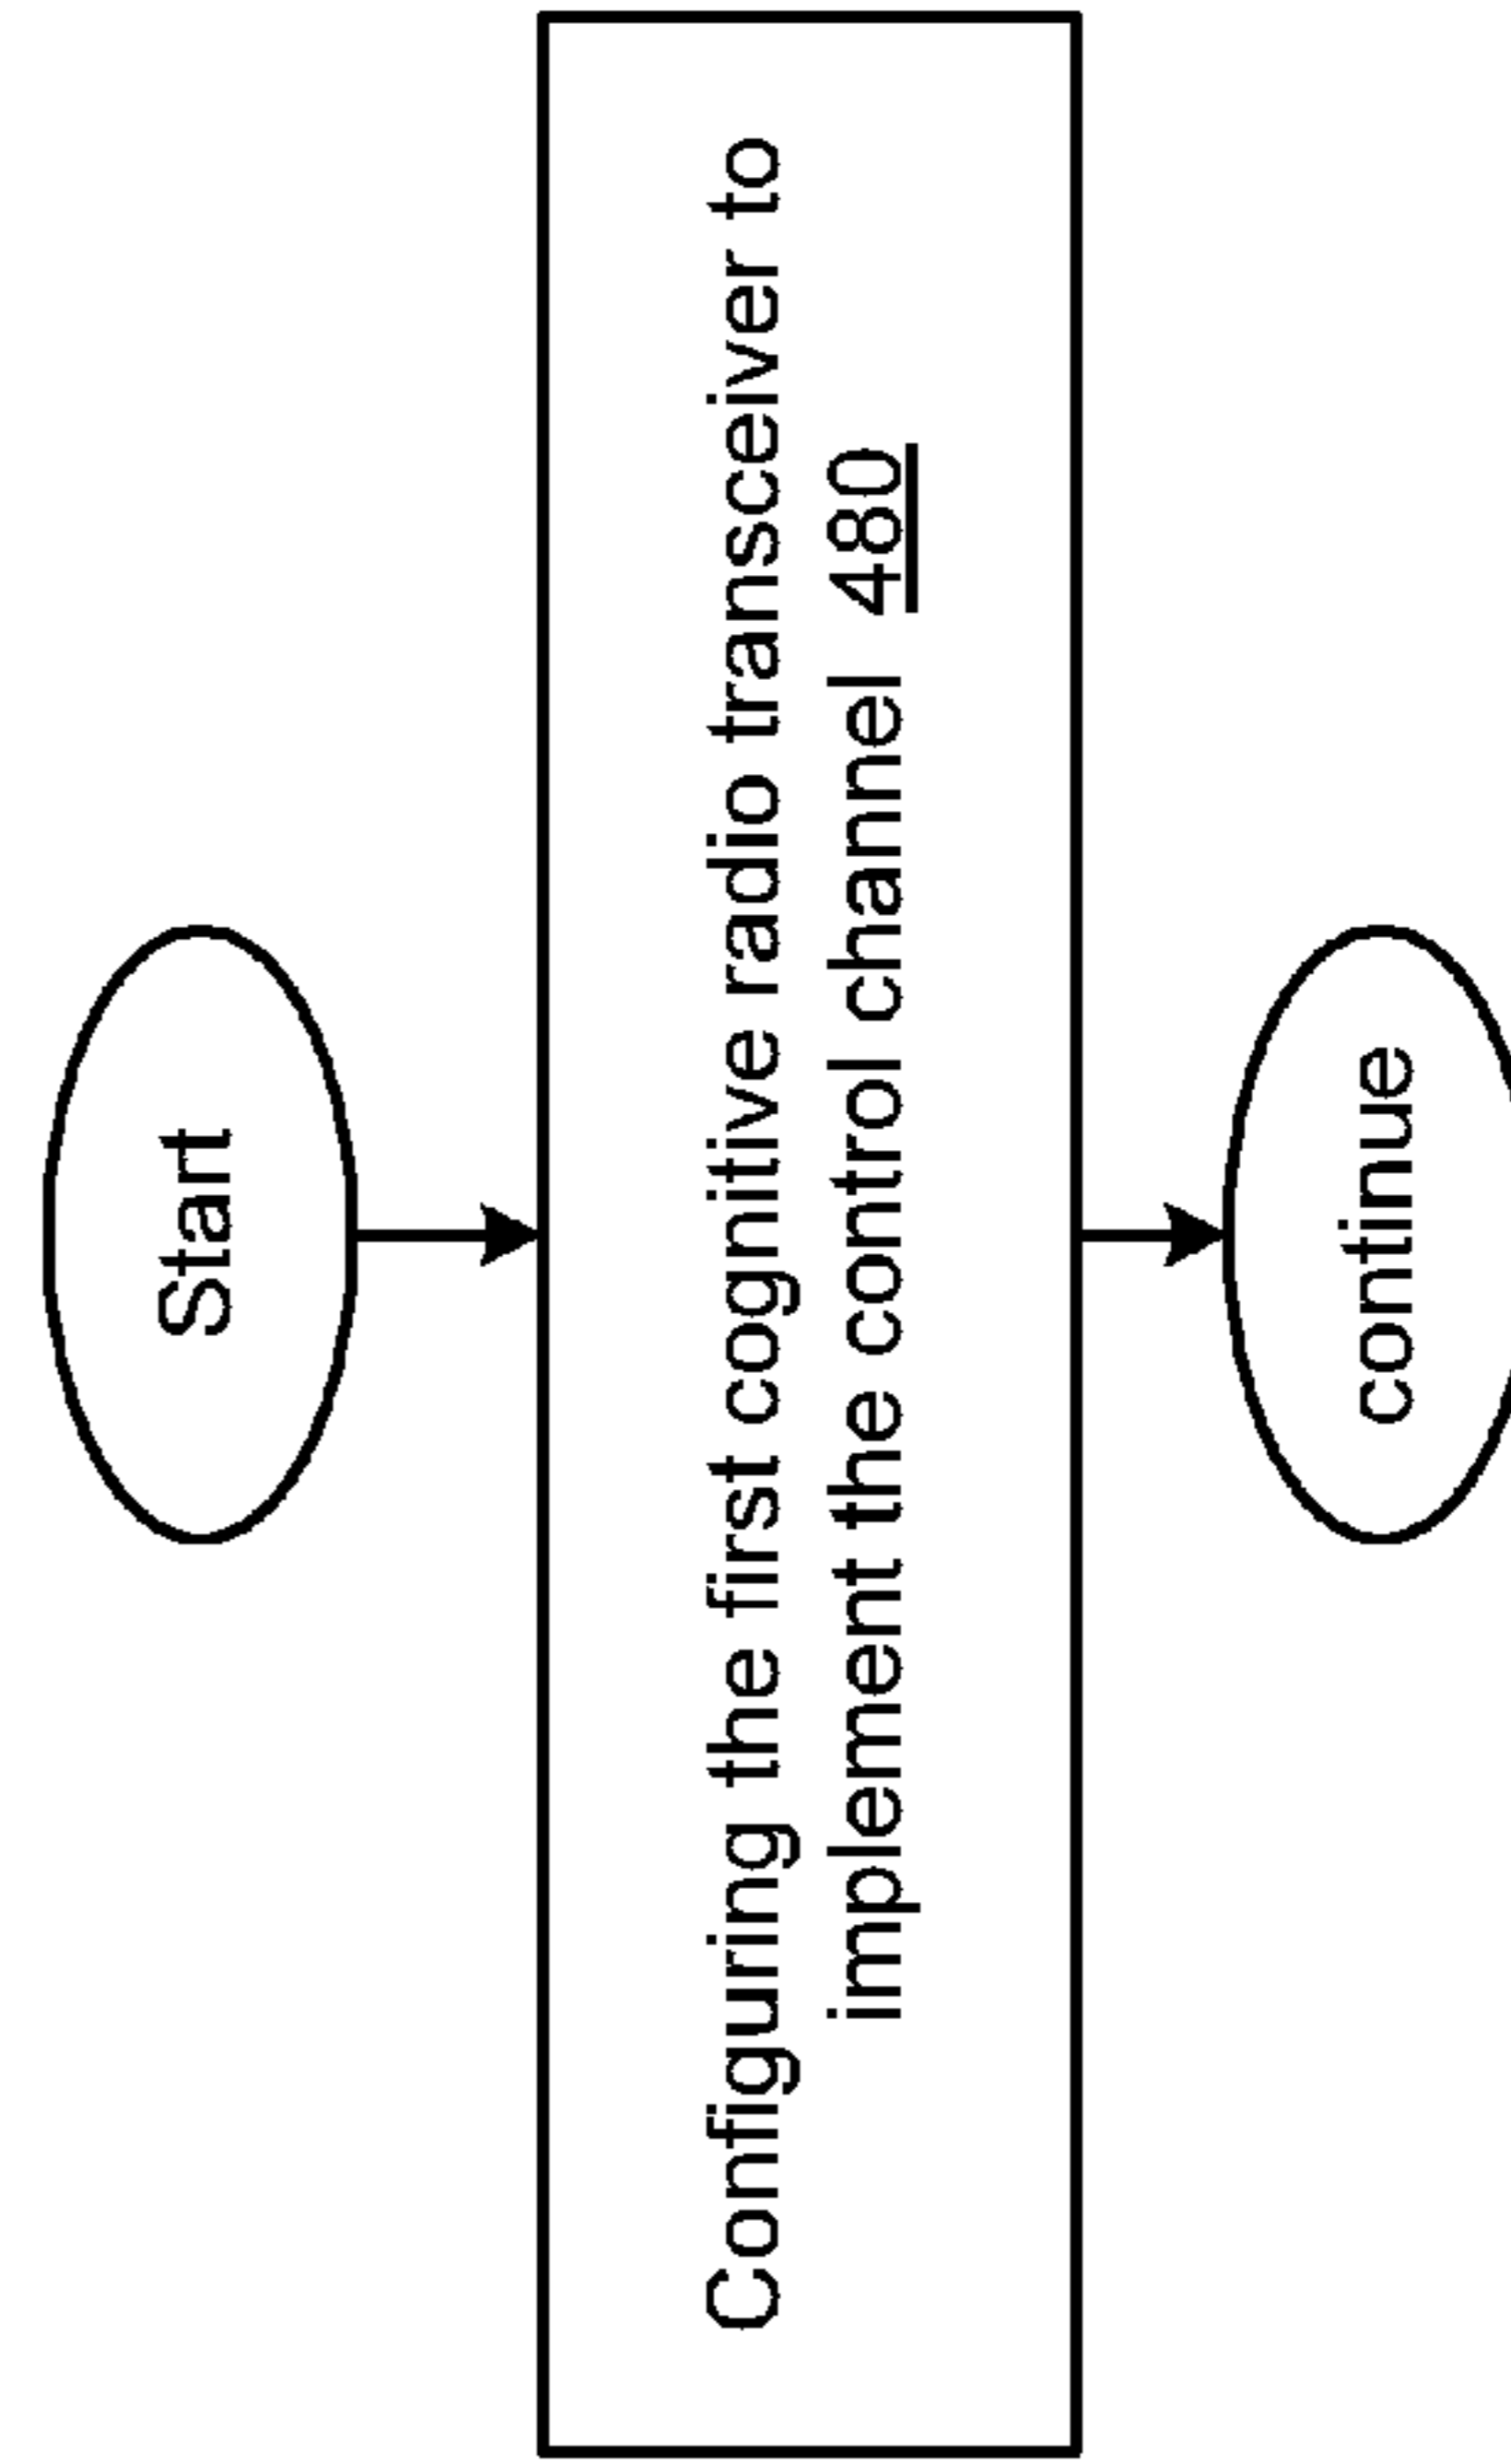 Start
Configuring the first cognitive radio transceiver to
implement the control channel 480
continue